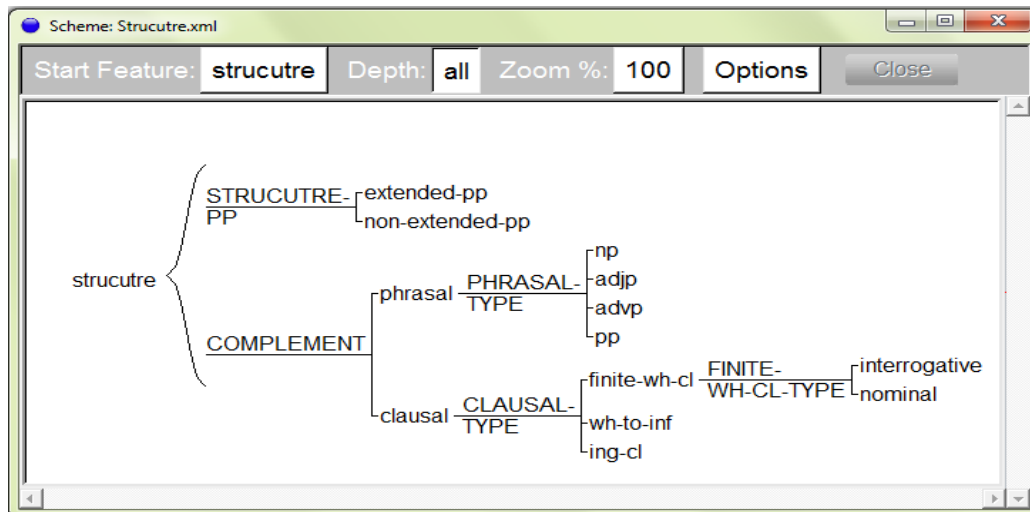 Scheme: Strucutre.xml
Start Feature: strucutre Depth: all Zoom %: 100 Options Close
STRUCUTRE-
PP
extended-pp
non-extended-pp
strucutre
COMPLEMENT
phrasal
PHRASAL-
TYPE
np
adjp
advp
pp
clausal
CLAUSAL-
TYPE
finite-wh-cl
FINITE-
WH-CL-TYPE
interrogative
nominal
wh-to-inf
ing-cl